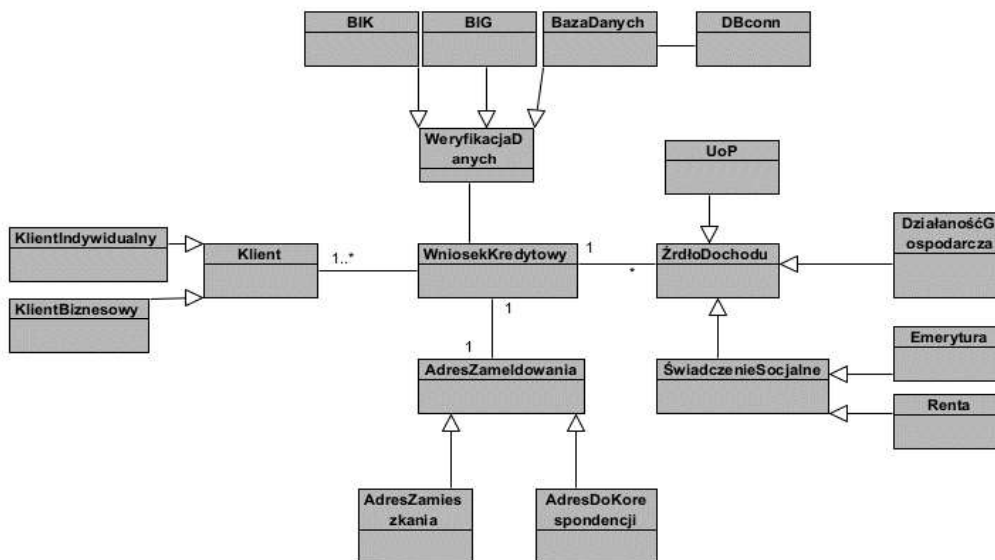 BIK
BIG
BazaDanych
DBconn
WeryfikacjaD
anych
UoP
KlientIndywidualny
KlientBiznesowy
Klient
1..*
WniosekKredytowy
1
*
ŹrdłoDochodu
DziałanośćG
ospodarcza
1
1
AdresZameldowania
ŚwiadczenieSocjalne
Emerytura
Renta
AdresZamies
zkania
AdresDoKore
spondencji